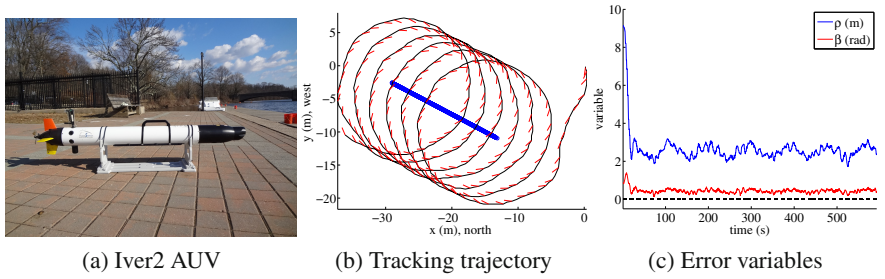 5
0
−5
−10
−15
−20
y (m), west
−30
−20
−10
0
x (m), north
10
8
6
4
2
0
variable
ρ (m)
β (rad)
100
200
300
400
500
time (s)
(a) Iver2 AUV
(b) Tracking trajectory
(c) Error variables